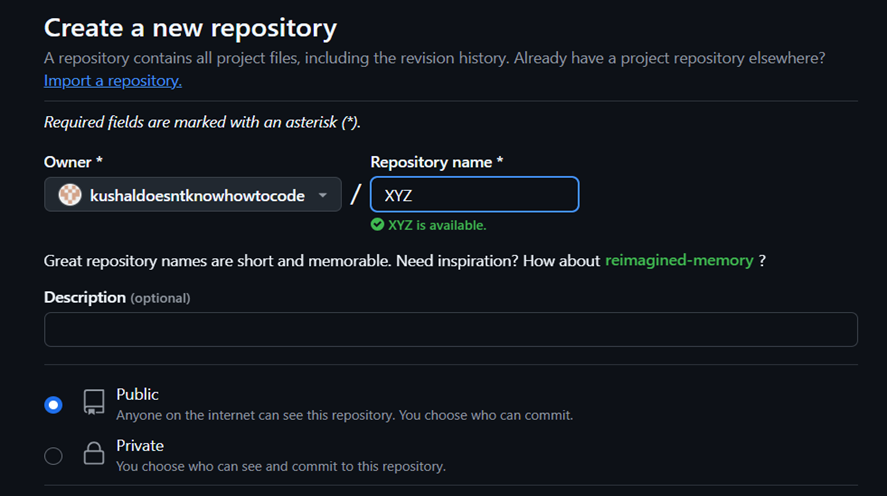 Create a new repository
A repository contains all project files, including the revision history. Already have a project repository elsewhere?
Import a repository.
Required fields are marked with an asterisk (*).
Owner *
Repository name *
kushaldoesntknowhowtocode / XYZ
XYZ is available.
Great repository names are short and memorable. Need inspiration? How about reimagined-memory ?
Description (optional)
Public
Anyone on the internet can see this repository. You choose who can commit.
Private
You choose who can see and commit to this repository.